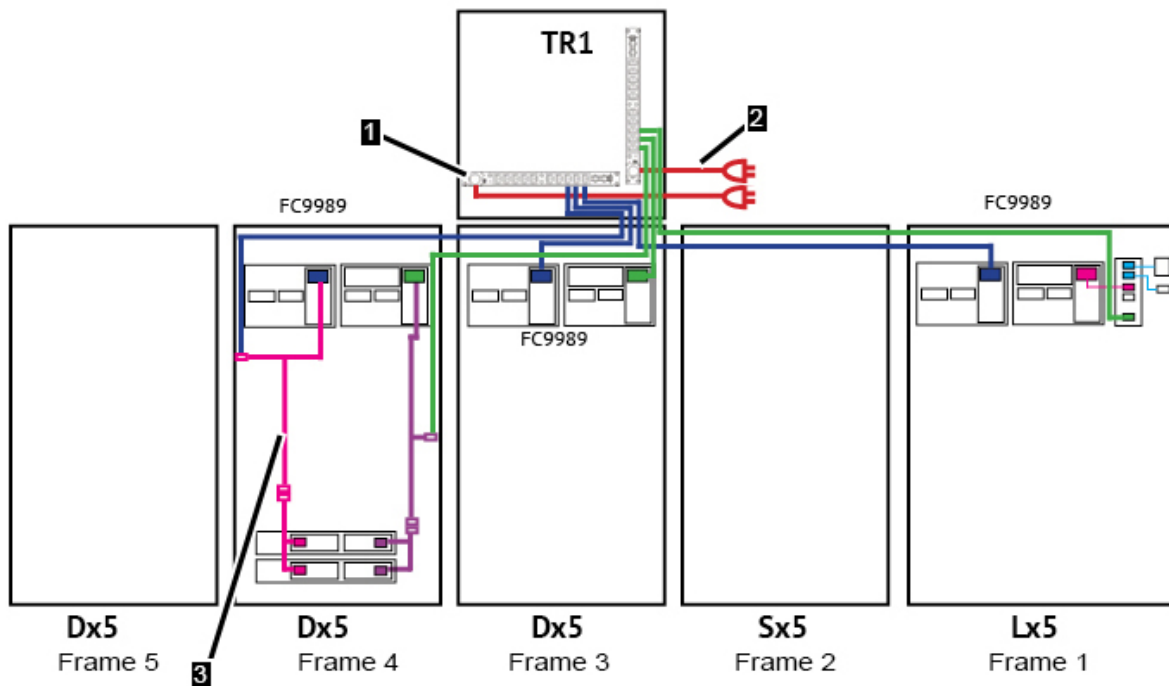 TR1
1
2
FC9989
FC9989
FC9989
Dx5
Frame 5
Dx5
Frame 4
Dx5
Frame 3
Sx5
Frame 2
Lx5
Frame 1
3